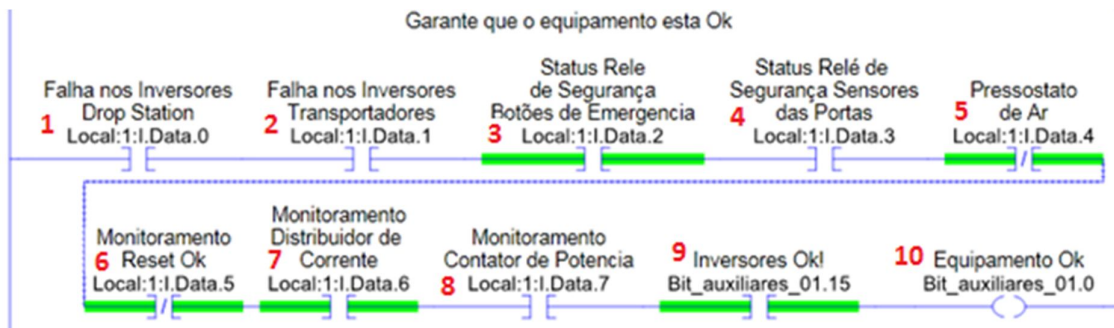 Garante que o equipamento esta Ok
1 Falha nos Inversores
Drop Station
Local:1:I.Data.0
2 Falha nos Inversores
Transportadores
Local:1:I.Data.1
3 Status Rele
de Segurança
Botões de Emergencia
Local:1:I.Data.2
4 Status Relé de
Segurança Sensores
das Portas
Local:1:I.Data.3
5 Pressostato
de Ar
Local:1:I.Data.4
6 Monitoramento
Reset Ok
Local:1:I.Data.5
7 Monitoramento
Distribuidor de
Corrente
Local:1:I.Data.6
8 Monitoramento
Contator de Potencia
Local:1:I.Data.7
9 Inversores Ok!
Bit_auxiliares_01.15
10 Equipamento Ok
Bit_auxiliares_01.0